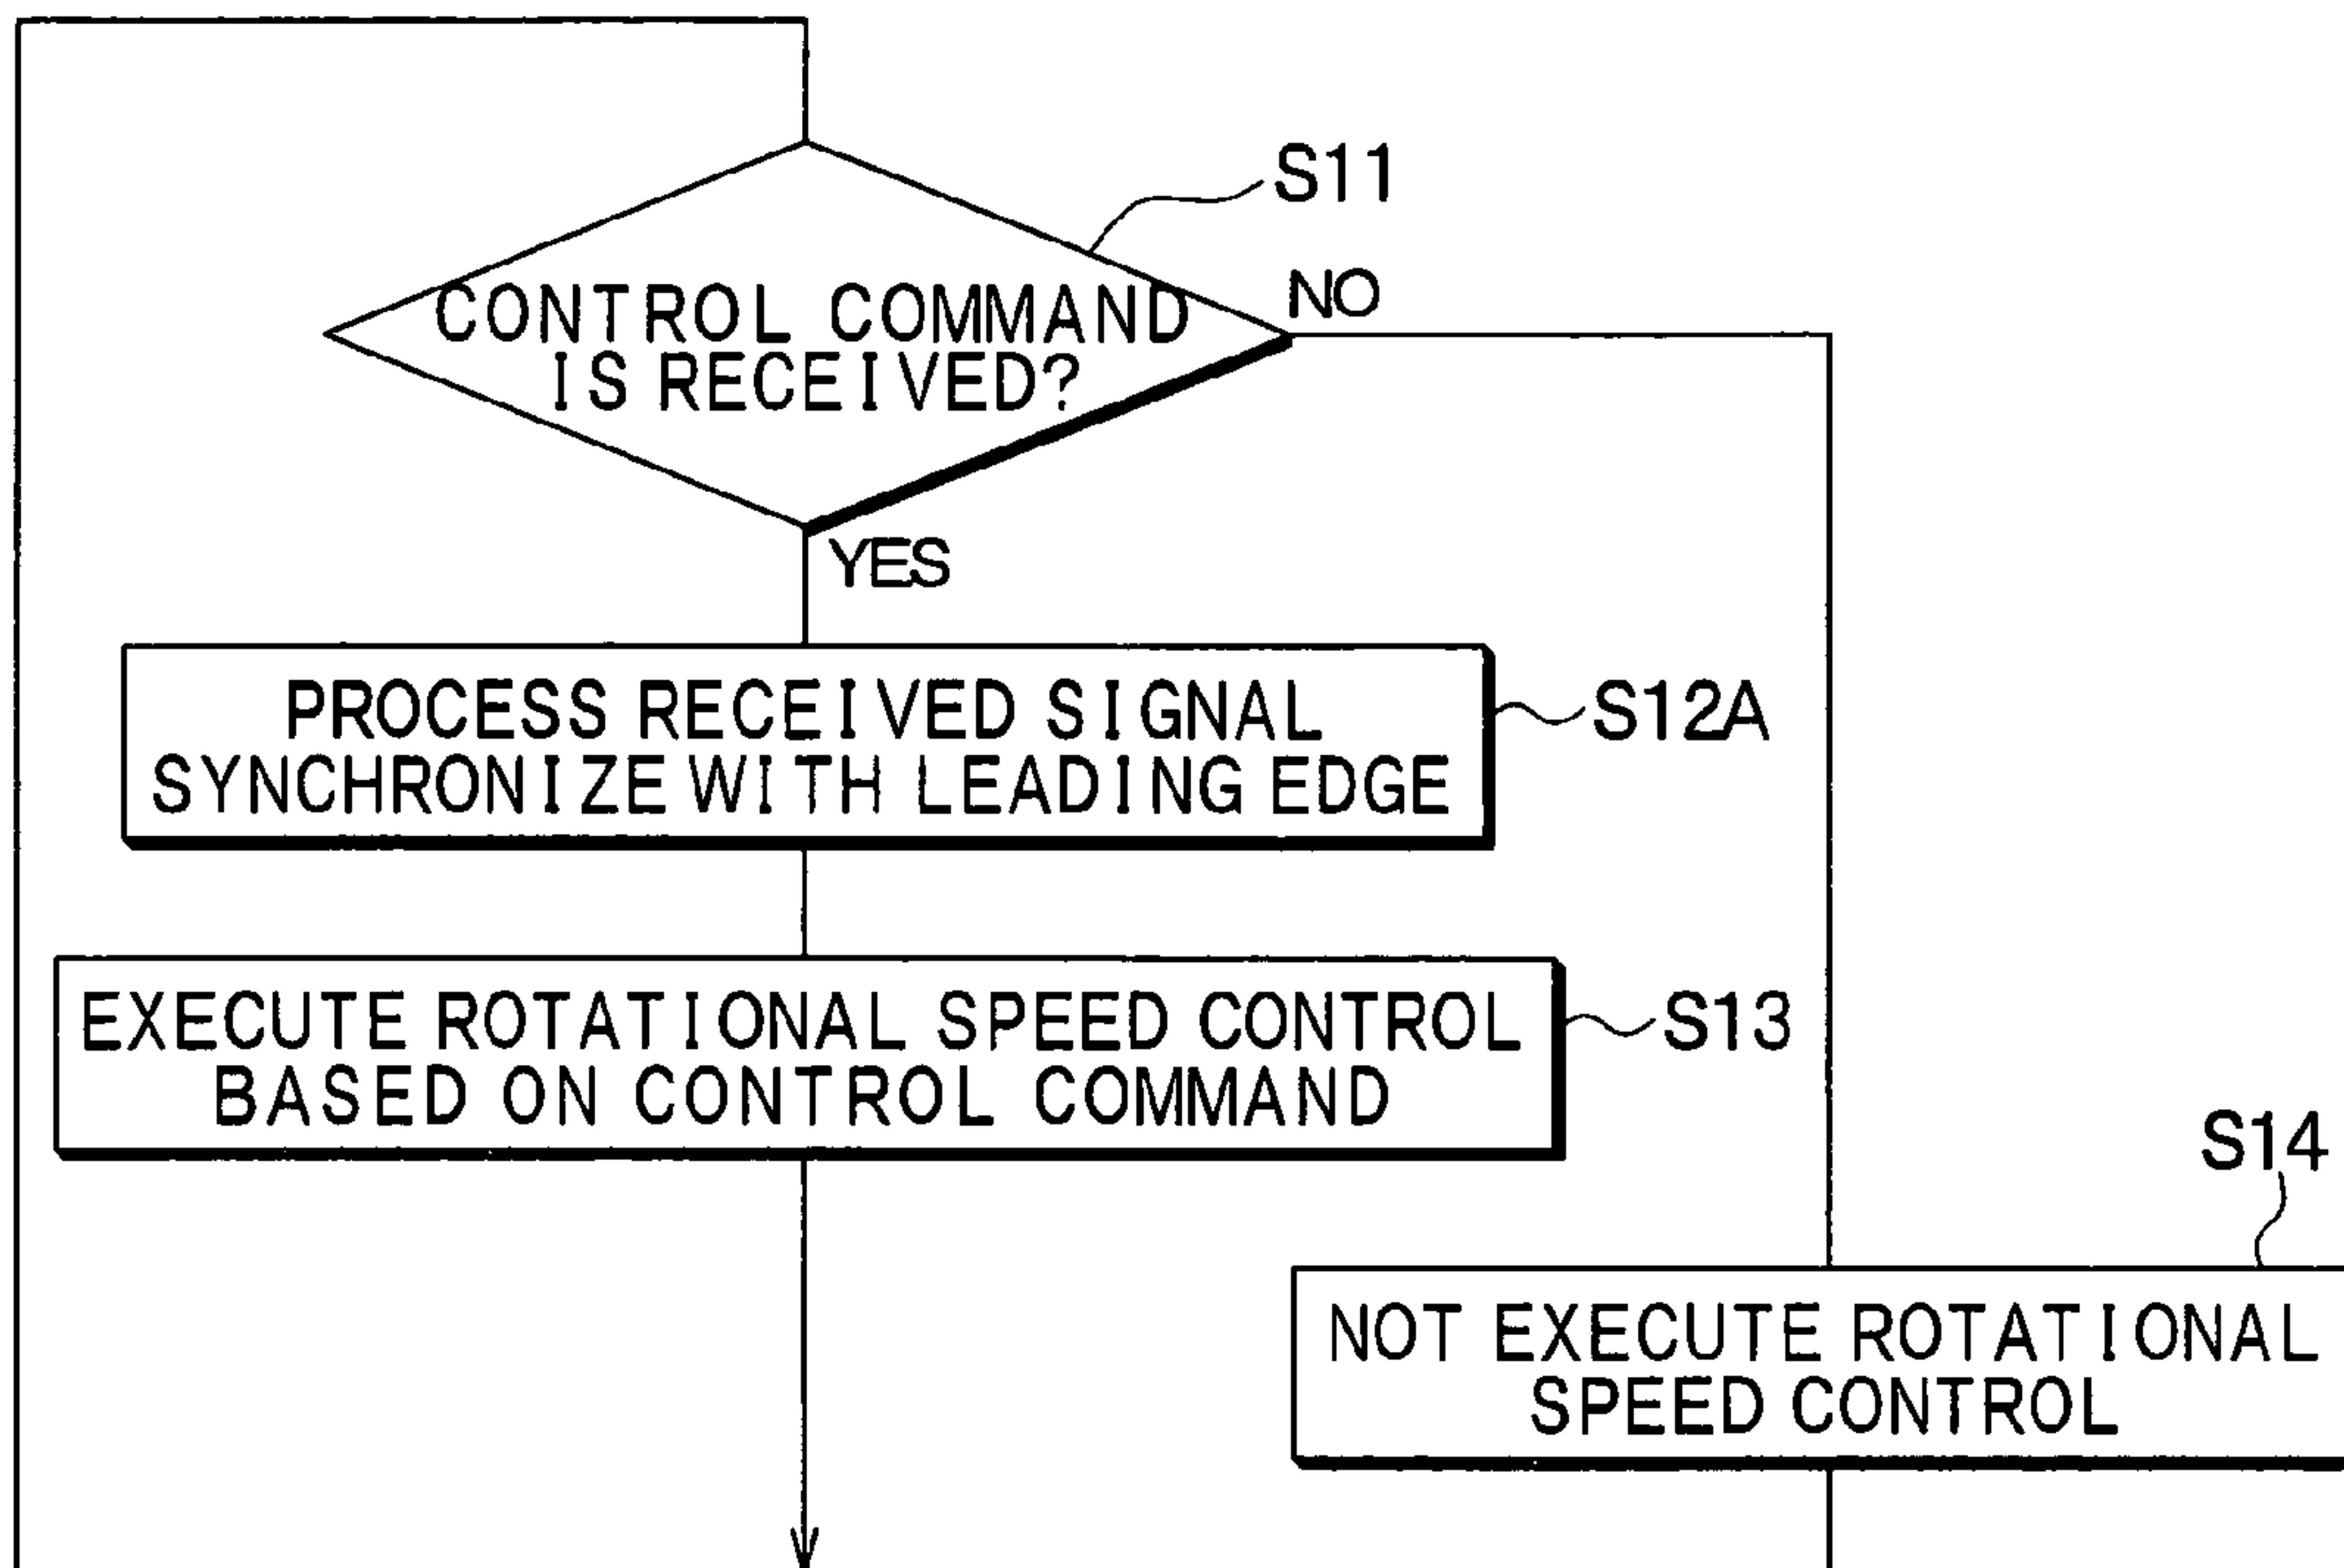 S11
CONTROL COMMAND
IS RECEIVED?
NO
YES
PROCESS RECEIVED SIGNAL
SYNCHRONIZE WITH LEADING EDGE
S12A
EXECUTE ROTATIONAL SPEED CONTROL
BASED ON CONTROL COMMAND
S13
S14
NOT EXECUTE ROTATIONAL
SPEED CONTROL